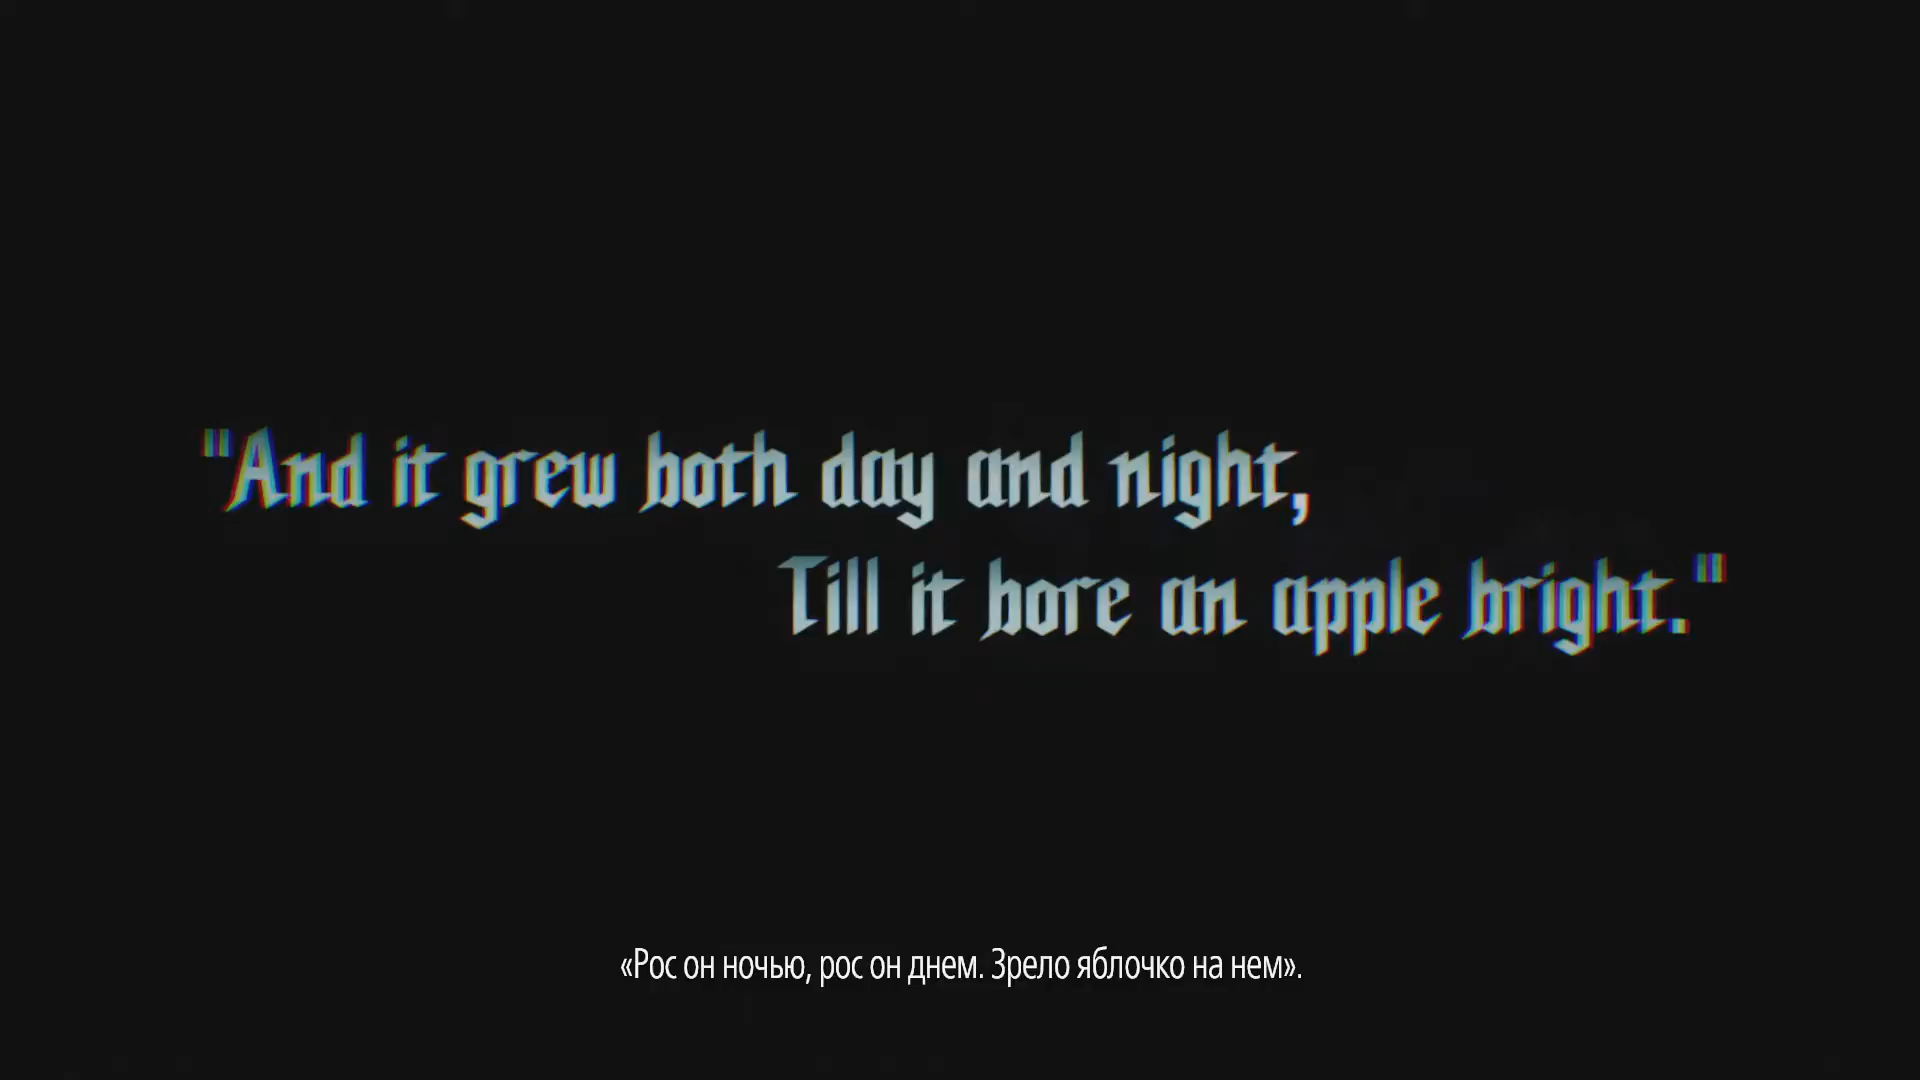 "And it grew both day and night,
Till it bore an apple bright."
«Рос он ночью, рос он днем. Зрело яблочко на нем».